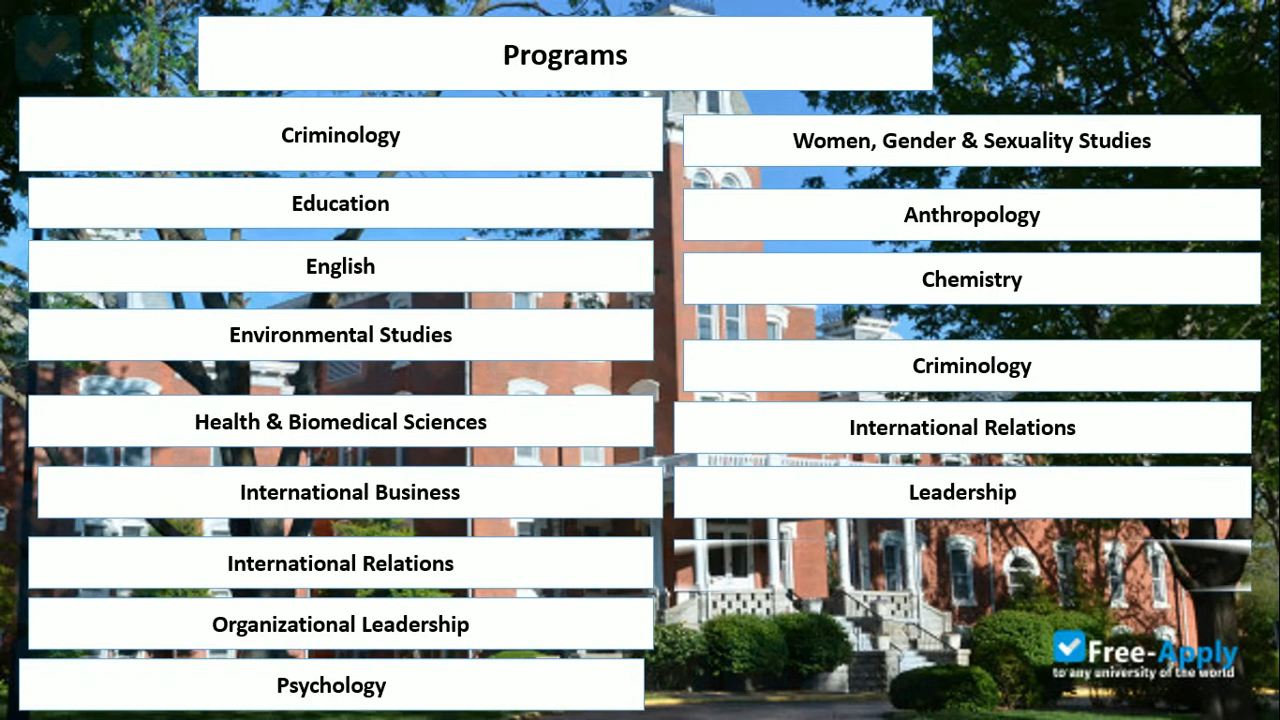 Programs
Criminology
Education
English
Environmental Studies
Health & Biomedical Sciences
International Business
International Relations
Organizational Leadership
Psychology
Women, Gender & Sexuality Studies
Anthropology
Chemistry
Criminology
International Relations
Leadership
Free-Apply
to any university of the world